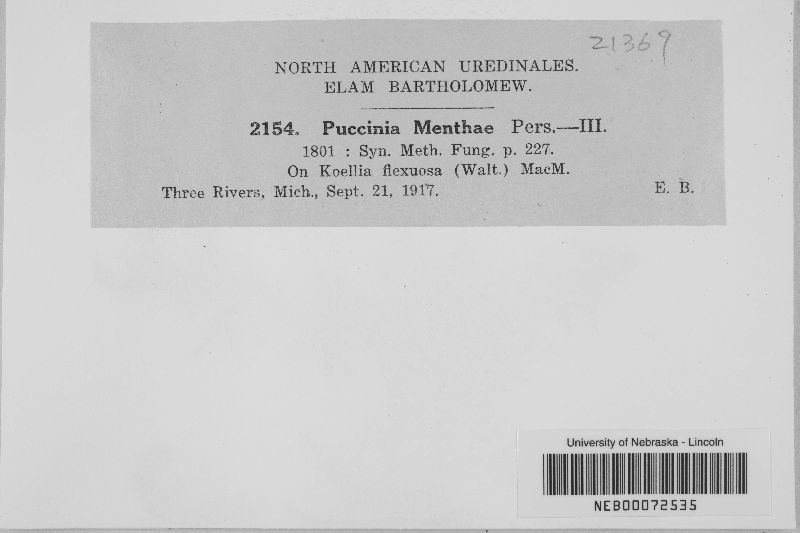 21369
NORTH AMERICAN UREDINALES.
ELAM BARTHOLOMEW.
2154. Puccinia Menthae Pers.—III.
1801 : Syn. Meth. Fung. p. 227.
On Koellia flexuosa (Walt.) MacM.
Three Rivers, Mich., Sept. 21, 1917. E. B.
University of Nebraska - Lincoln
NEB00072535